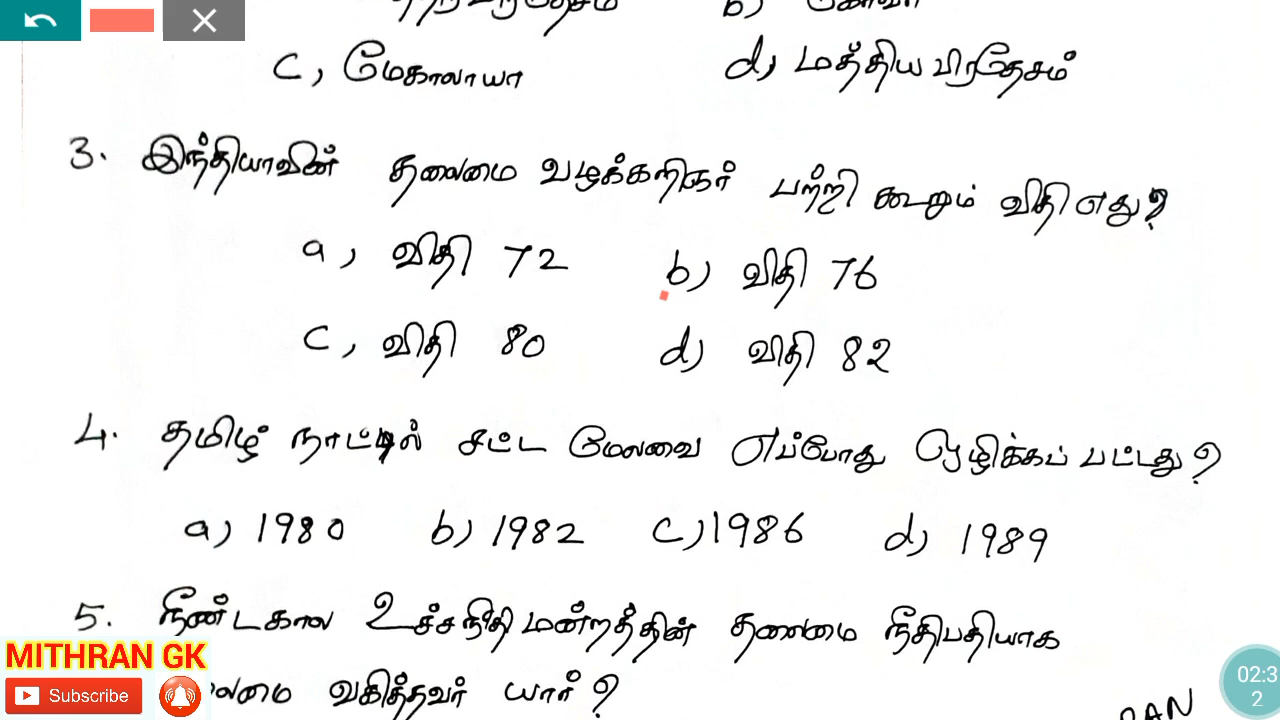 c, மேகாலயா d, மத்திய பிரதேசம்
3. இந்தியாவின் தலைமை வழக்கறிஞர் பற்றி கூறும் விதி எது?
a, விதி 72 b) விதி 76
c, விதி 80 d) விதி 82
4. தமிழ் நாட்டில் சட்ட மேலவை எப்போது ஒழிக்கப் பட்டது?
a) 1980 b) 1982 c) 1986 d) 1989
5. நீண்டகால உச்சநீதி மன்றத்தின் தலைமை நீதிபதியாக
வகித்தவர் யார்?
MITHRAN GK
Subscribe
02:3
2